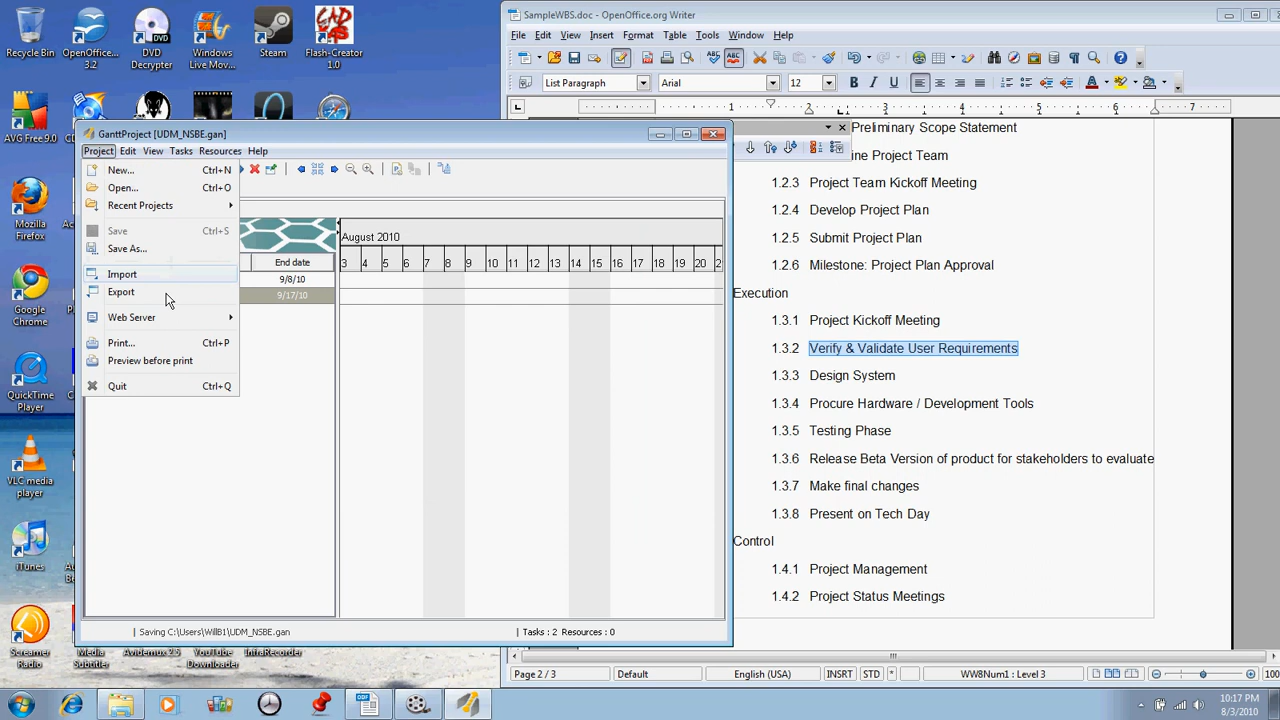 Recycle Bin
OpenOffice... 3.2
DVD Decrypter
Windows Live Mov...
Steam
Flash-Creator 1.0
AVG Free 9.0
Mozilla Firefox
Google Chrome
QuickTime Player
VLC media player
iTunes
Screamer Radio
Media Subtitler
Avidemux 2.5
YouTube Downloader
InfraRecorder
GanttProject [UDM_NSBE.gan]
Project Edit View Tasks Resources Help
New... Ctrl+N
Open... Ctrl+O
Recent Projects
Save Ctrl+S
Save As...
Import
Export
Web Server
Print... Ctrl+P
Preview before print
Quit Ctrl+Q
End date
9/8/10
9/17/10
August 2010
3 4 5 6 7 8 9 10 11 12 13 14 15 16 17 18 19 20 2
Saving C:\Users\WillB1\UDM_NSBE.gan
Tasks : 2 Resources : 0
SampleWBS.doc - OpenOffice.org Writer
File Edit View Insert Format Table Tools Window Help
List Paragraph Arial 12 B I U
1 1 2 3 4 5 6 7
Preliminary Scope Statement
ine Project Team
1.2.3 Project Team Kickoff Meeting
1.2.4 Develop Project Plan
1.2.5 Submit Project Plan
1.2.6 Milestone: Project Plan Approval
Execution
1.3.1 Project Kickoff Meeting
1.3.2 Verify & Validate User Requirements
1.3.3 Design System
1.3.4 Procure Hardware / Development Tools
1.3.5 Testing Phase
1.3.6 Release Beta Version of product for stakeholders to evaluate
1.3.7 Make final changes
1.3.8 Present on Tech Day
Control
1.4.1 Project Management
1.4.2 Project Status Meetings
Page 2 / 3 Default English (USA) INSRT STD * WW8Num1 : Level 3 100
10:17 PM
8/3/2010